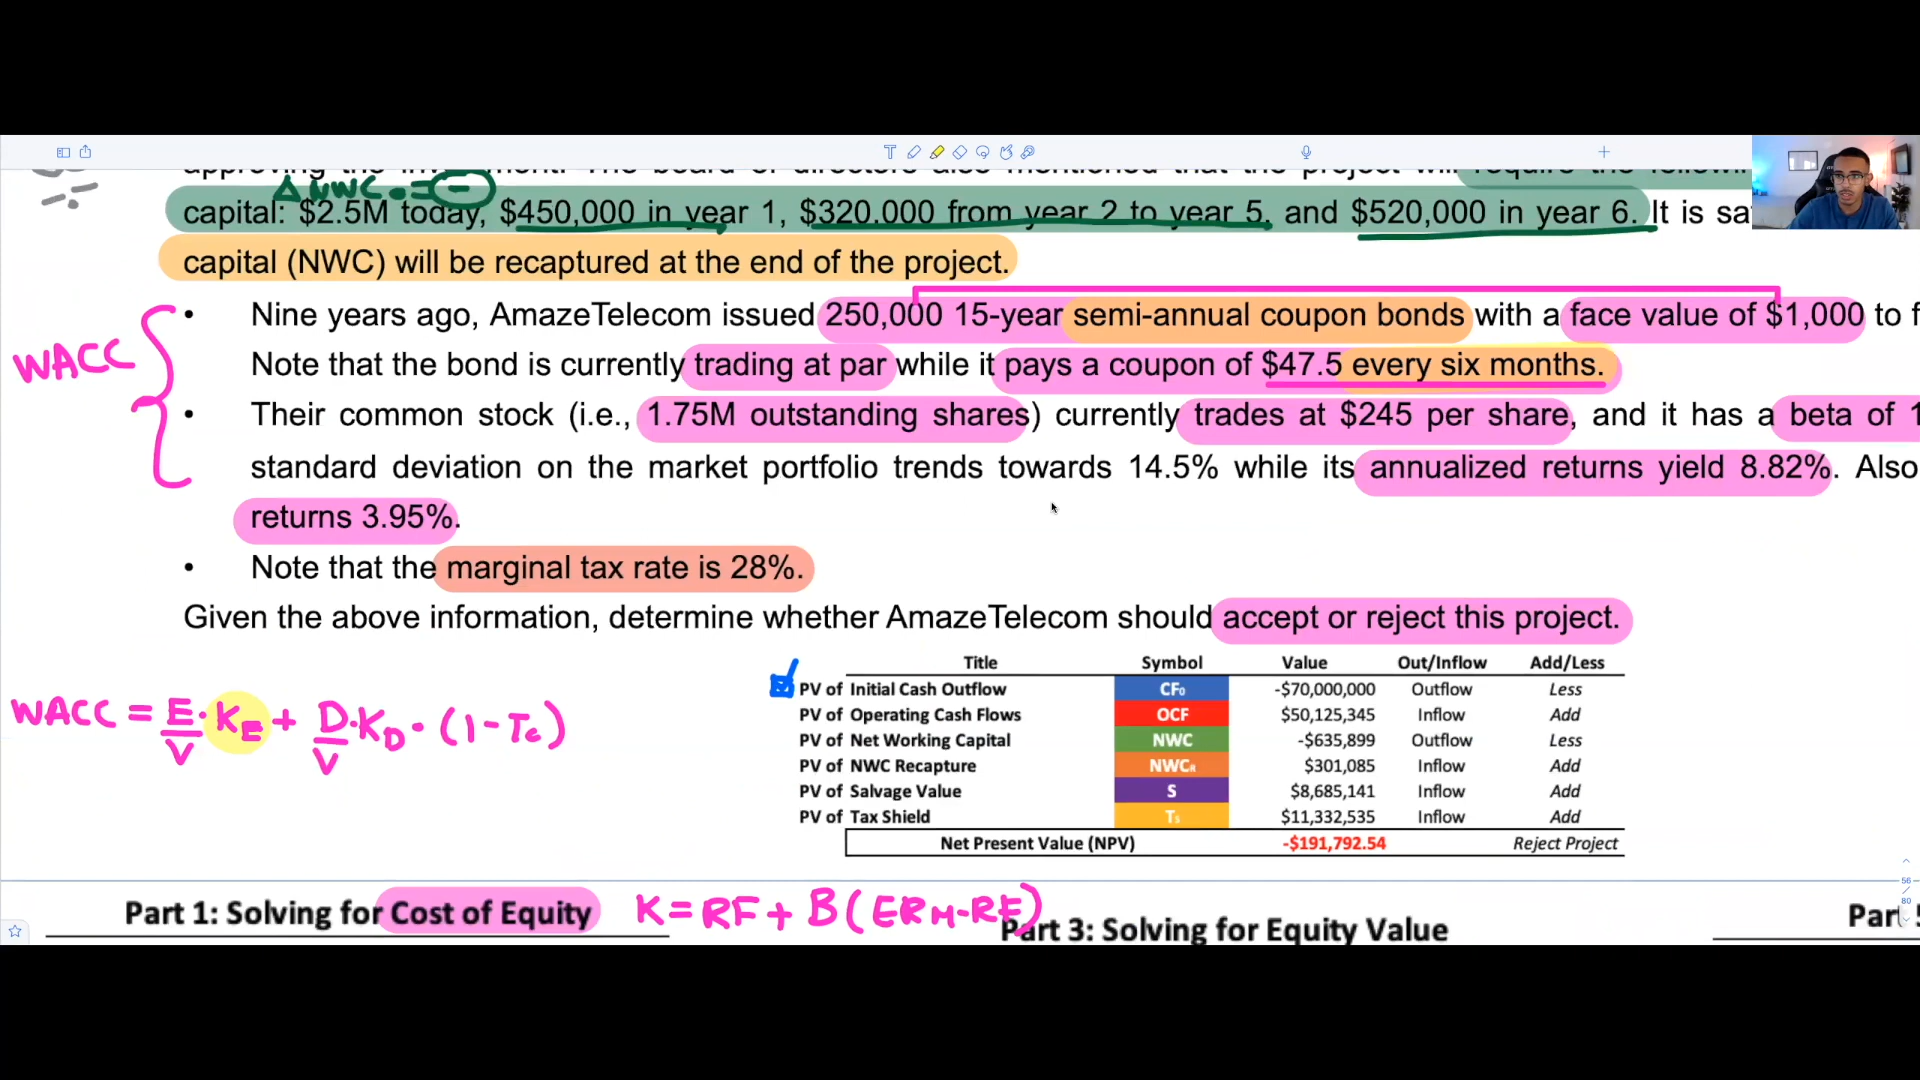 capital: $2.5M today, $450,000 in year 1, $320,000 from year 2 to year 5, and $520,000 in year 6. It is sa
ΔNWC = -
capital (NWC) will be recaptured at the end of the project.
WACC
• Nine years ago, AmazeTelecom issued 250,000 15-year semi-annual coupon bonds with a face value of $1,000 to f
Note that the bond is currently trading at par while it pays a coupon of $47.5 every six months.
• Their common stock (i.e., 1.75M outstanding shares) currently trades at $245 per share, and it has a beta of 1
standard deviation on the market portfolio trends towards 14.5% while its annualized returns yield 8.82%. Also
returns 3.95%.
• Note that the marginal tax rate is 28%.
Given the above information, determine whether AmazeTelecom should accept or reject this project.
WACC = E/V · KE + D/V · KD · (1-Tc)
Title Symbol Value Out/Inflow Add/Less
PV of Initial Cash Outflow CF0 -$70,000,000 Outflow Less
PV of Operating Cash Flows OCF $50,125,345 Inflow Add
PV of Net Working Capital NWC -$635,899 Outflow Less
PV of NWC Recapture NWCR $301,085 Inflow Add
PV of Salvage Value S $8,685,141 Inflow Add
PV of Tax Shield Ts $11,332,535 Inflow Add
Net Present Value (NPV) -$191,792.54 Reject Project
Part 1: Solving for Cost of Equity
K = RF + B(ERM-RF)
Part 3: Solving for Equity Value
Part 5
56
/
80